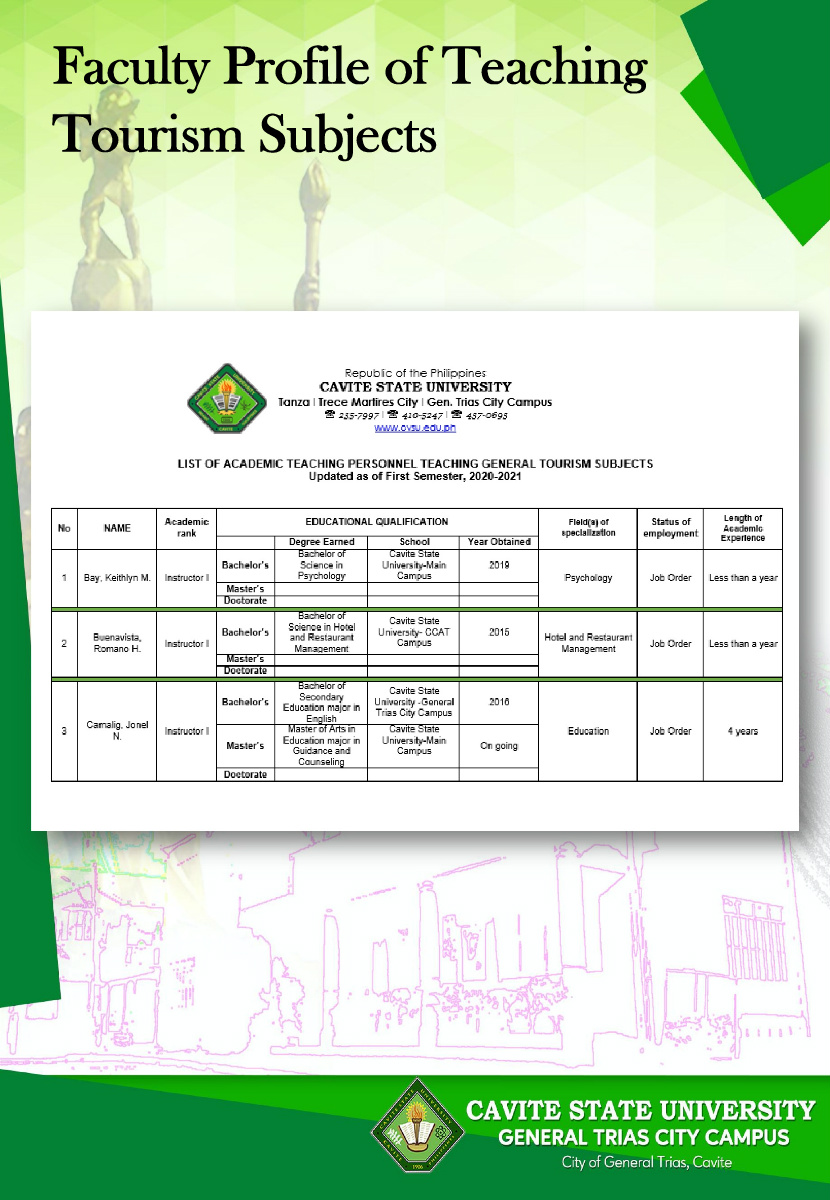 Faculty Profile of Teaching
Tourism Subjects
Republic of the Philippines
CAVITE STATE UNIVERSITY
Tanza | Trece Martires City | Gen. Trias City Campus
☎ 235-7997 | ☎ 410-5247 | ☎ 437-0693
www.cvsu.edu.ph
LIST OF ACADEMIC TEACHING PERSONNEL TEACHING GENERAL TOURISM SUBJECTS
Updated as of First Semester, 2020-2021
No
NAME
Academic
rank
EDUCATIONAL QUALIFICATION
Degree Earned
School
Year Obtained
Field(s) of
specialization
Status of
employment
Length of
Academic
Experience
1
Bay, Keithlyn M.
Instructor I
Bachelor's
Bachelor of
Science in
Psychology
Cavite State
University-Main
Campus
2019
Master's
Doctorate
Psychology
Job Order
Less than a year
2
Buenavista,
Romano H.
Instructor I
Bachelor's
Bachelor of
Science in Hotel
and Restaurant
Management
Cavite State
University- CCAT
Campus
2015
Master's
Doctorate
Hotel and Restaurant
Management
Job Order
Less than a year
3
Camalig, Jonel
N.
Instructor I
Bachelor's
Bachelor of
Secondary
Education major in
English
Cavite State
University -General
Trias City Campus
2016
Master's
Master of Arts in
Education major in
Guidance and
Counseling
Cavite State
University-Main
Campus
On going
Doctorate
Education
Job Order
4 years
CAVITE STATE UNIVERSITY
GENERAL TRIAS CITY CAMPUS
City of General Trias, Cavite